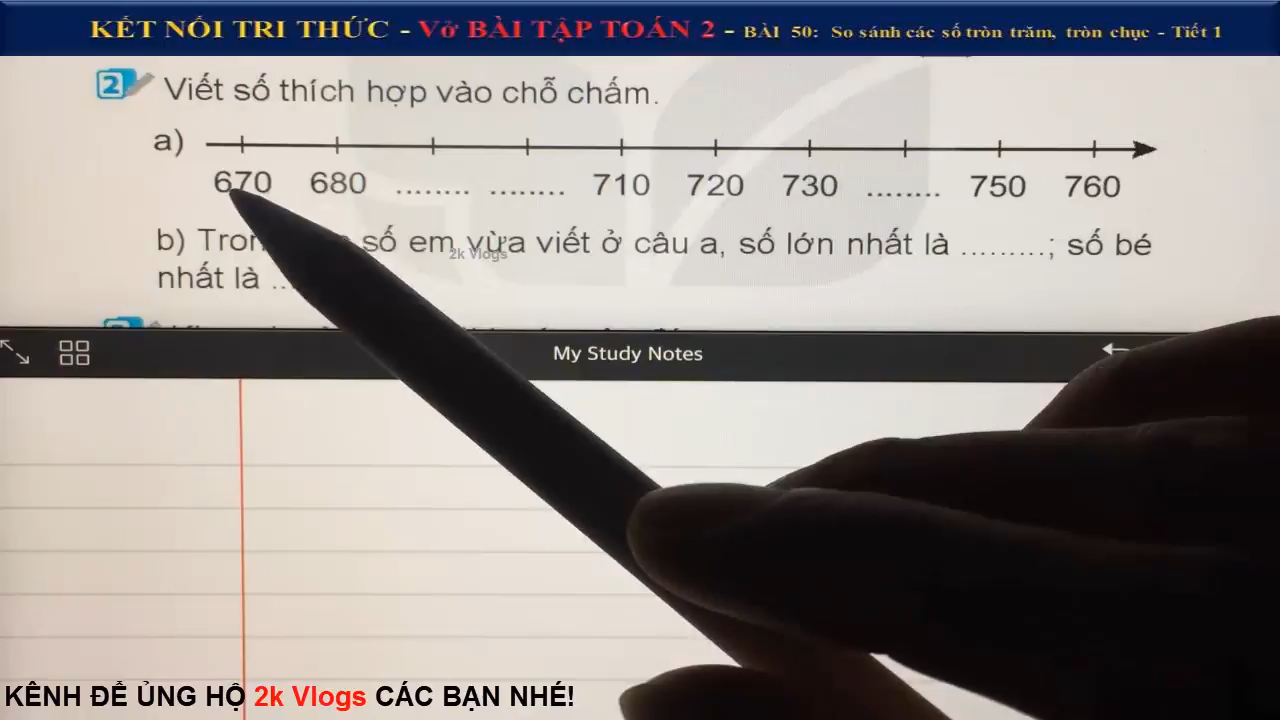 KẾT NỐI TRI THỨC - Vở BÀI TẬP TOÁN 2 - BÀI 50: So sánh các số tròn trăm, tròn chục - Tiết 1
2 Viết số thích hợp vào chỗ chấm.
a)
670 680 ........ ........ 710 720 730 ........ 750 760
b) số em vừa viết ở câu a, số lớn nhất là .........; số bé
2k Vlogs
nhất là ...
My Study Notes
KÊNH ĐỂ ỦNG HỘ 2k Vlogs CÁC BẠN NHÉ!